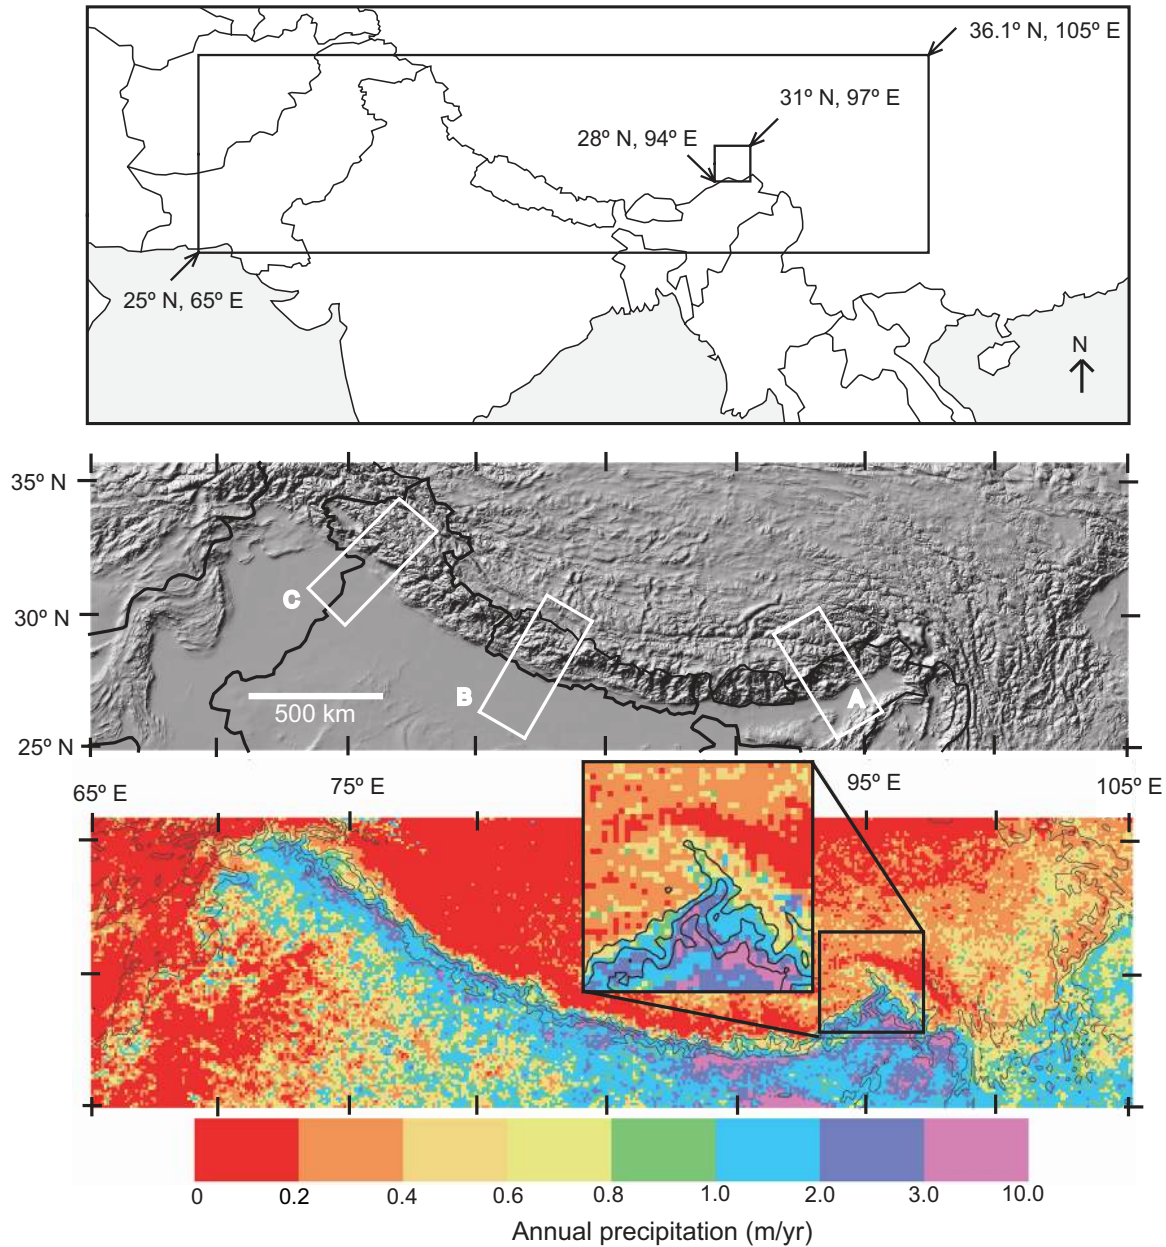 36.1º N, 105º E
31º N, 97º E
28º N, 94º E
25º N, 65º E
N
35º N
30º N
25º N
C
B
A
500 km
65º E
75º E
95º E
105º E
0
0.2
0.4
0.6
0.8
1.0
2.0
3.0
10.0
Annual precipitation (m/yr)